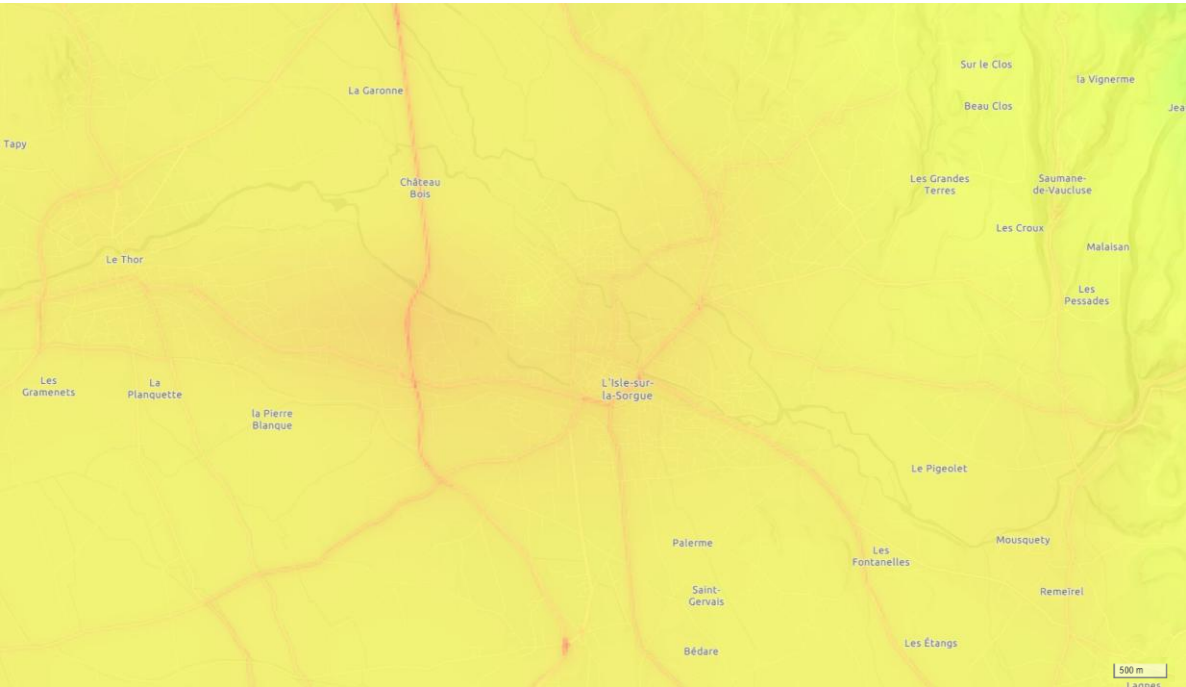 Sur le Clos
la Vignerme
La Garonne
Beau Clos
Jea
Tapy
Château
Bois
Les Grandes
Terres
Saumane-
de-Vaucluse
Les Croux
Malaisan
Le Thor
Les
Pessades
Les
Gramenets
La
Planquette
L'Isle-sur-
la-Sorgue
la Pierre
Blanque
Le Pigeolet
Palerme
Mousquety
Les
Fontanelles
Saint-
Gervais
Remeirel
Les Étangs
Bédare
500 m
Lagnes